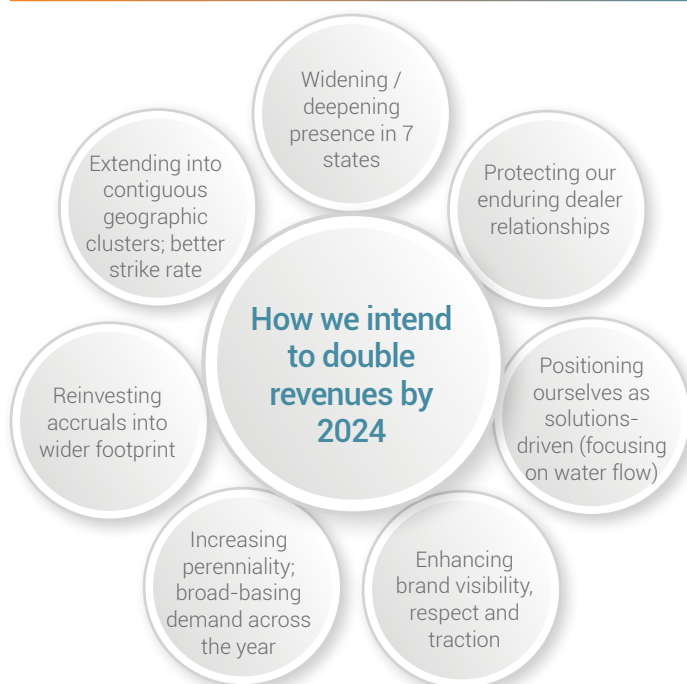 Widening /
deepening
presence in 7
states
Protecting our
enduring dealer
relationships
Positioning
ourselves as
solutions-
driven (focusing
on water flow)
Enhancing
brand visibility,
respect and
traction
Increasing
perenniality;
broad-basing
demand across
the year
Reinvesting
accruals into
wider footprint
Extending into
contiguous
geographic
clusters; better
strike rate
How we intend
to double
revenues by
2024